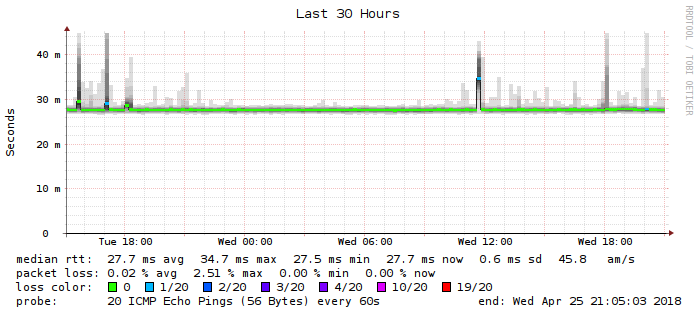 Last 30 Hours
RRDTOOL / TOBI OETIKER
Seconds
40 m
30 m
20 m
10 m
0
Tue 18:00 Wed 00:00 Wed 06:00 Wed 12:00 Wed 18:00
median rtt: 27.7 ms avg 34.7 ms max 27.5 ms min 27.7 ms now 0.6 ms sd 45.8 am/s
packet loss: 0.02 % avg 2.51 % max 0.00 % min 0.00 % now
loss color: 0 1/20 2/20 3/20 4/20 10/20 19/20
probe: 20 ICMP Echo Pings (56 Bytes) every 60s end: Wed Apr 25 21:05:03 2018